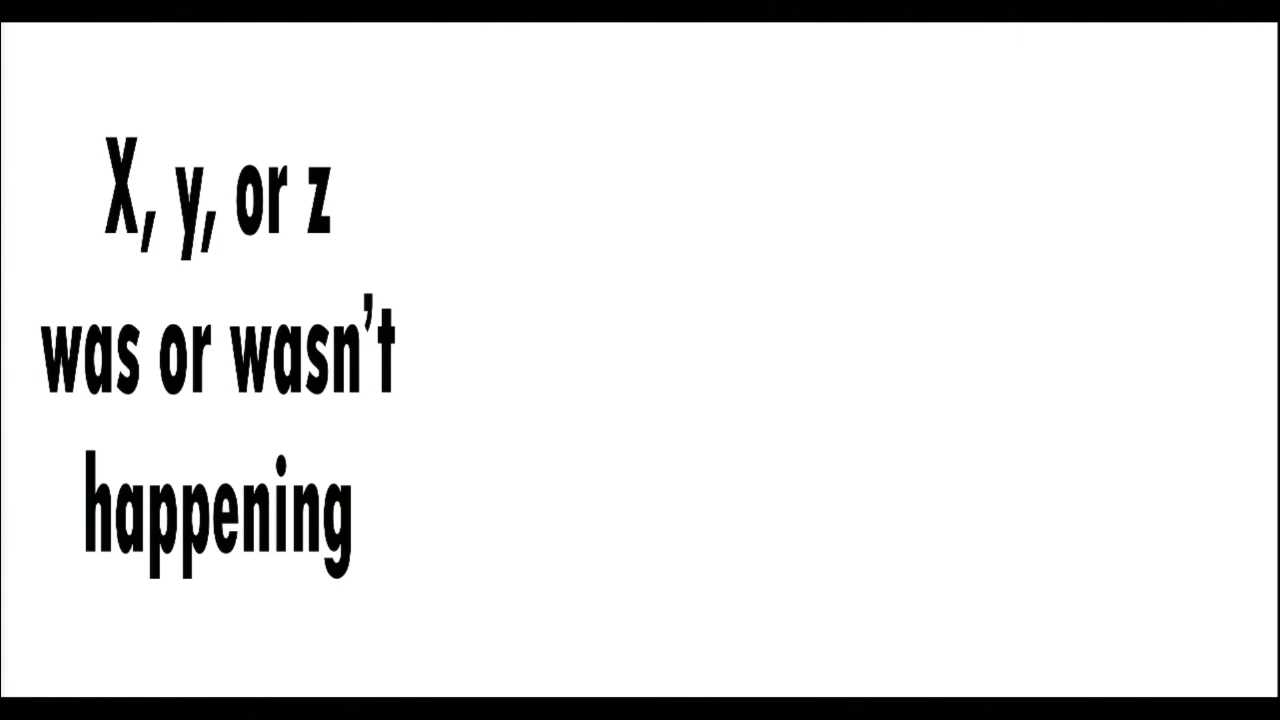 X, y, or z
was or wasn’t
happening